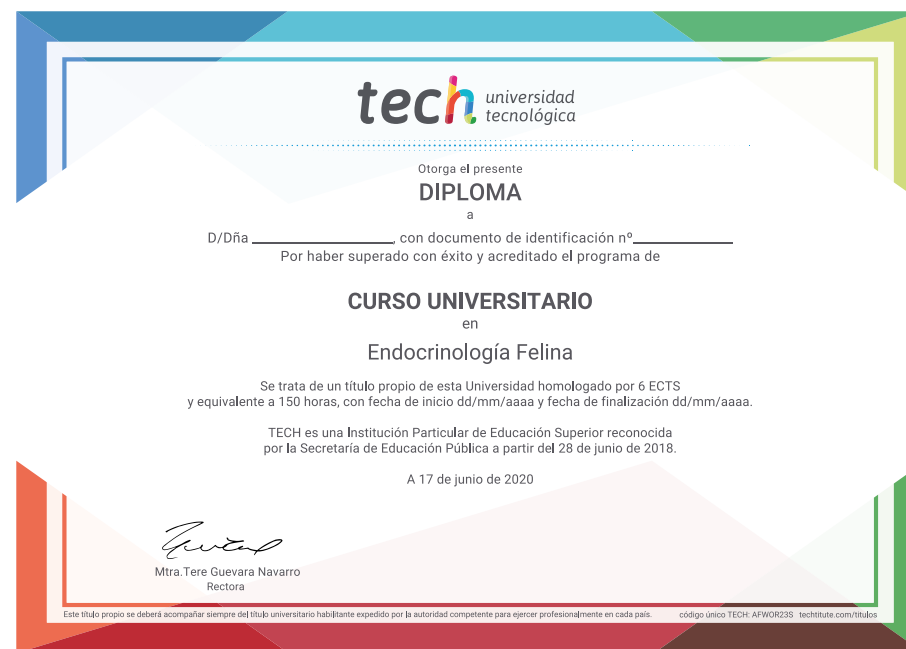 tech universidad
tecnológica
Otorga el presente
DIPLOMA
a
D/Dña ____________________, con documento de identificación nº______________
Por haber superado con éxito y acreditado el programa de
CURSO UNIVERSITARIO
en
Endocrinología Felina
Se trata de un título propio de esta Universidad homologado por 6 ECTS
y equivalente a 150 horas, con fecha de inicio dd/mm/aaaa y fecha de finalización dd/mm/aaaa.
TECH es una Institución Particular de Educación Superior reconocida
por la Secretaría de Educación Pública a partir del 28 de junio de 2018.
A 17 de junio de 2020
Mtra.Tere Guevara Navarro
Rectora
Este título propio se deberá acompañar siempre del título universitario habilitante expedido por la autoridad competente para ejercer profesionalmente en cada país. código único TECH: AFWOR23S techtitute.com/titulos